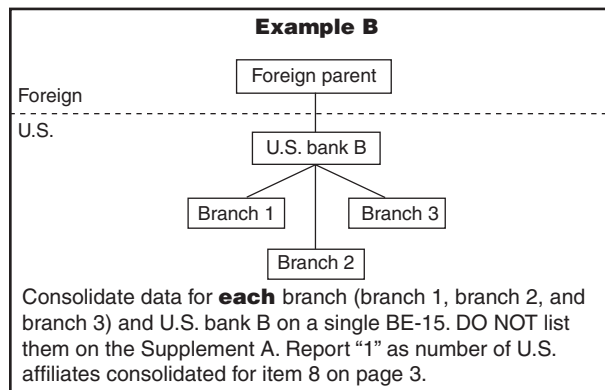 Example B
Foreign parent
Foreign
U.S.
U.S. bank B
Branch 1
Branch 3
Branch 2
Consolidate data for each branch (branch 1, branch 2, and
branch 3) and U.S. bank B on a single BE-15. DO NOT list
them on the Supplement A. Report “1” as number of U.S.
affiliates consolidated for item 8 on page 3.